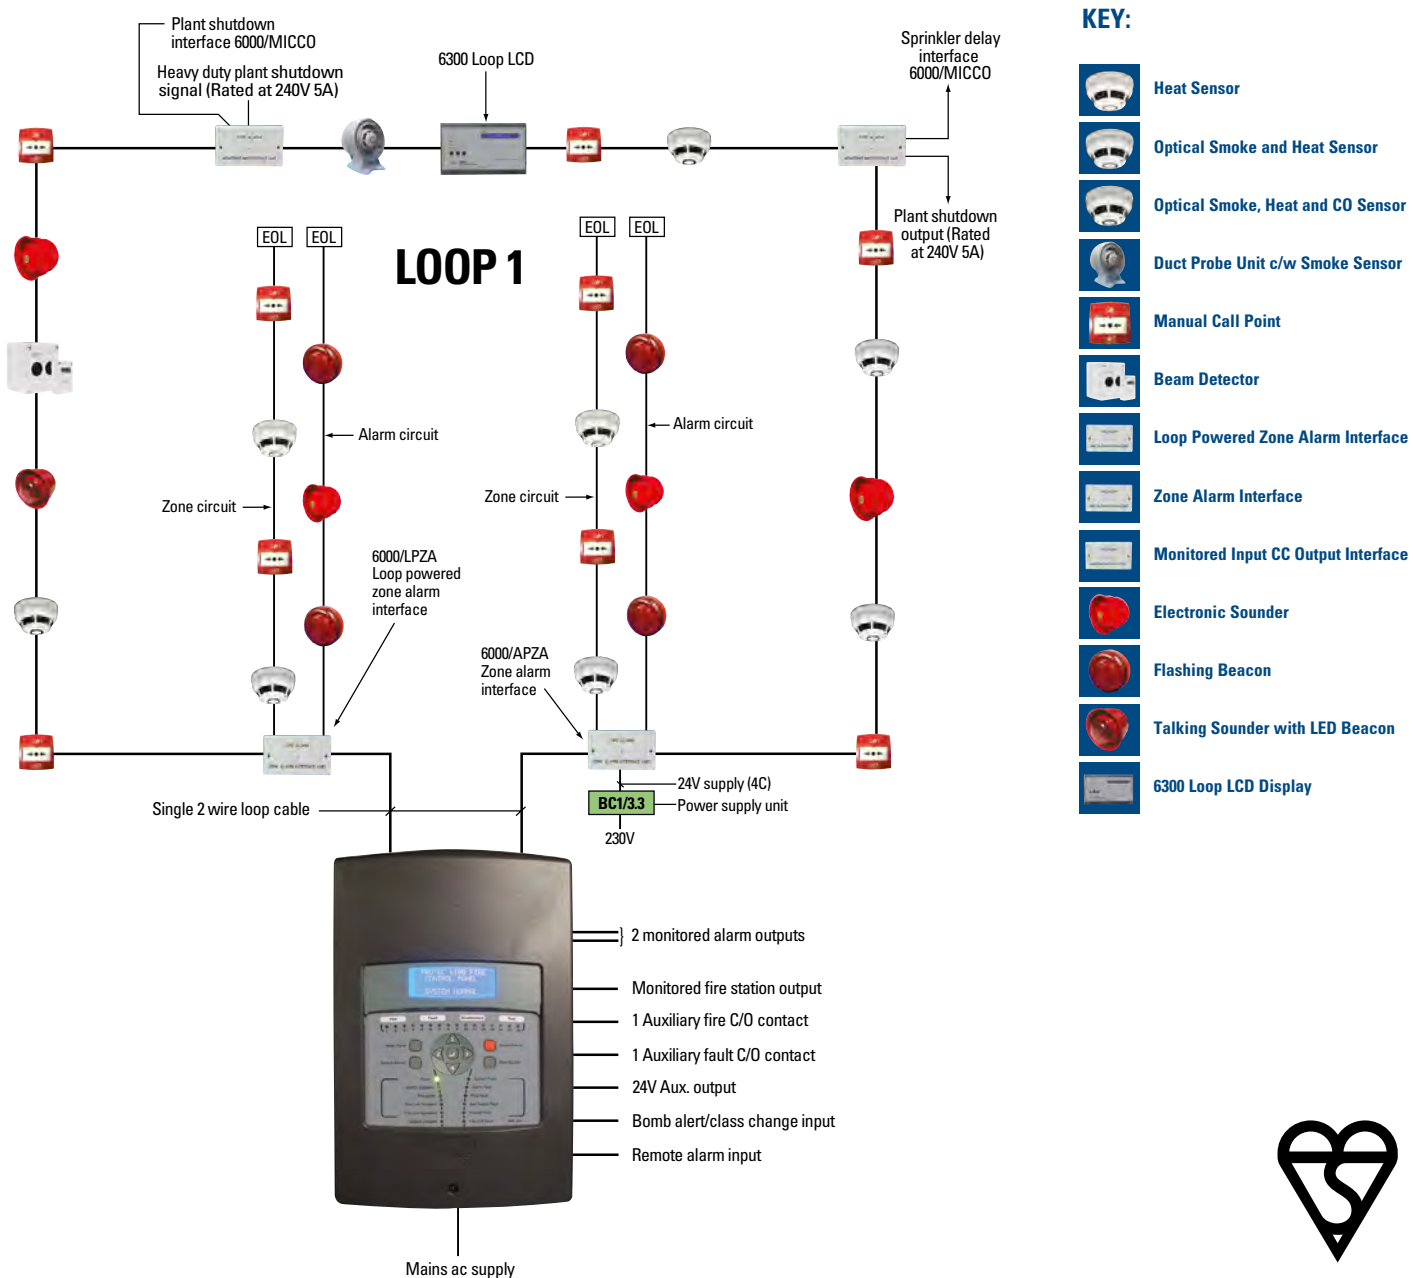 Plant shutdown
interface 6000/MICCO
Heavy duty plant shutdown
signal (Rated at 240V 5A)
6300 Loop LCD
Sprinkler delay
interface
6000/MICCO
Plant shutdown
output (Rated
at 240V 5A)
EOL
EOL
LOOP 1
EOL
EOL
Alarm circuit
Alarm circuit
Zone circuit
Zone circuit
6000/LPZA
Loop powered
zone alarm
interface
6000/APZA
Zone alarm
interface
Single 2 wire loop cable
24V supply (4C)
BC1/3.3
Power supply unit
230V
2 monitored alarm outputs
Monitored fire station output
1 Auxiliary fire C/O contact
1 Auxiliary fault C/O contact
24V Aux. output
Bomb alert/class change input
Remote alarm input
CONTROL PANEL
SYSTEM NORMAL
Mains ac supply
KEY:
Heat Sensor
Optical Smoke and Heat Sensor
Optical Smoke, Heat and CO Sensor
Duct Probe Unit c/w Smoke Sensor
Manual Call Point
Beam Detector
Loop Powered Zone Alarm Interface
Zone Alarm Interface
Monitored Input CC Output Interface
Electronic Sounder
Flashing Beacon
Talking Sounder with LED Beacon
6300 Loop LCD Display